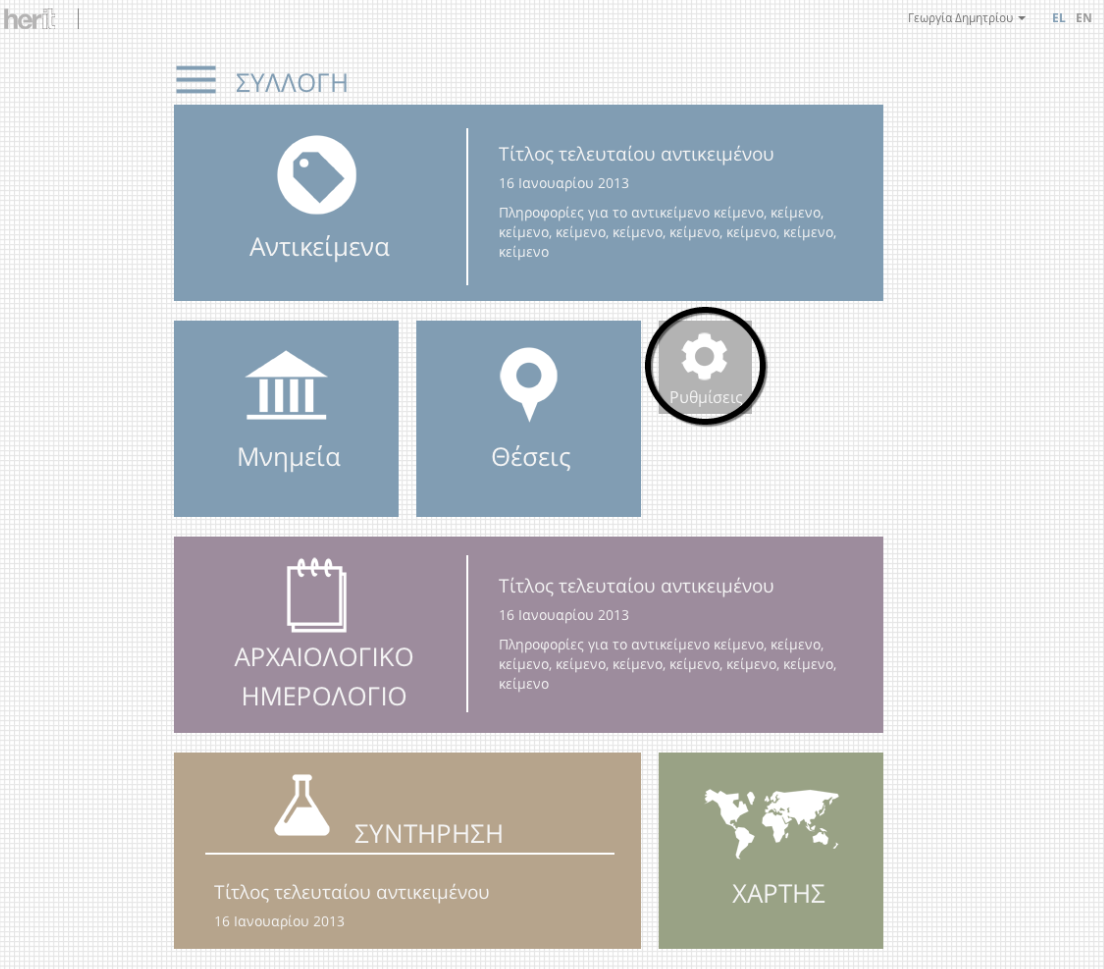 herit
Γεωργία Δημητρίου
EL EN
ΣΥΛΛΟΓΗ
Αντικείμενα
Τίτλος τελευταίου αντικειμένου
16 Ιανουαρίου 2013
Πληροφορίες για το αντικείμενο κείμενο, κείμενο,
κείμενο, κείμενο, κείμενο, κείμενο, κείμενο, κείμενο,
κείμενο
Μνημεία
Θέσεις
Ρυθμίσεις
ΑΡΧΑΙΟΛΟΓΙΚΟ
ΗΜΕΡΟΛΟΓΙΟ
Τίτλος τελευταίου αντικειμένου
16 Ιανουαρίου 2013
Πληροφορίες για το αντικείμενο κείμενο, κείμενο,
κείμενο, κείμενο, κείμενο, κείμενο, κείμενο, κείμενο,
κείμενο
ΣΥΝΤΗΡΗΣΗ
Τίτλος τελευταίου αντικειμένου
16 Ιανουαρίου 2013
ΧΑΡΤΗΣ